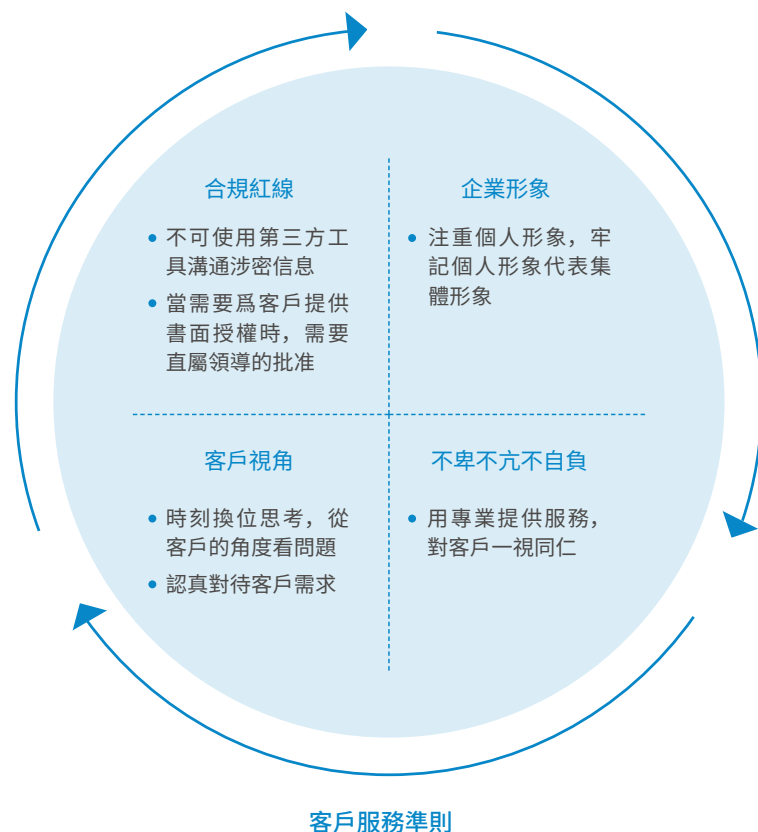 合規紅線
不可使用第三方工
具溝通涉密信息
當需要爲客戶提供
書面授權時，需要
直屬領導的批准
企業形象
注重個人形象，牢
記個人形象代表集
體形象
客戶視角
時刻換位思考，從
客戶的角度看問題
認真對待客戶需求
不卑不亢不自負
用專業提供服務，
對客戶一視同仁
客戶服務準則